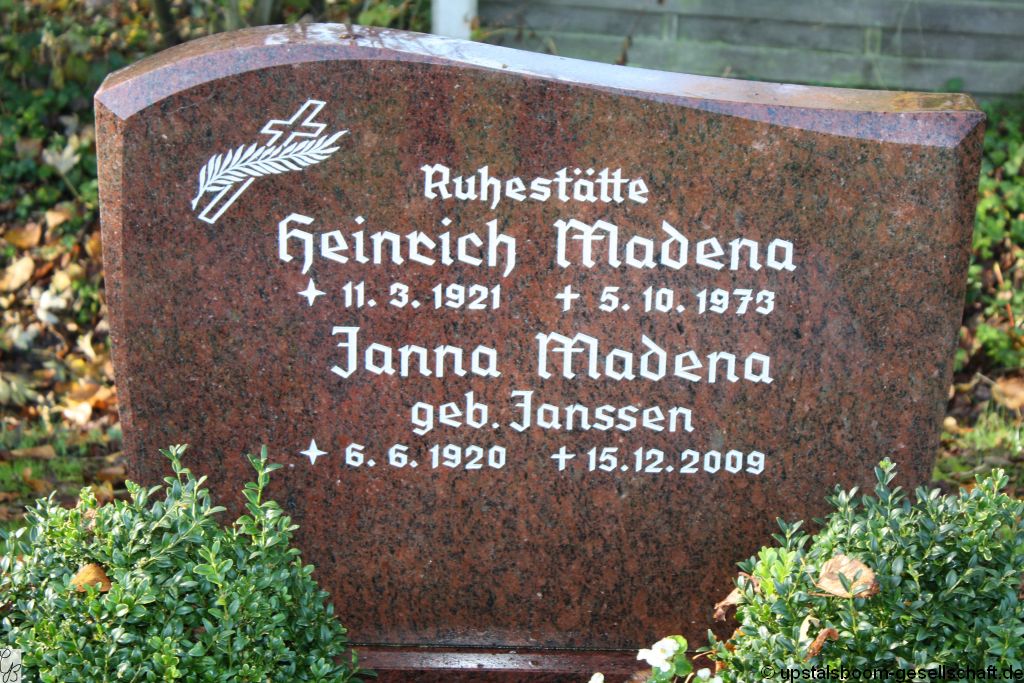 Ruhestätte
Heinrich Madena
✦ 11. 3. 1921 ✝ 5. 10. 1973
Janna Madena
geb. Janssen
✦ 6. 6. 1920 ✝ 15. 12. 2009
© upstalsboom-gesellschaft.de